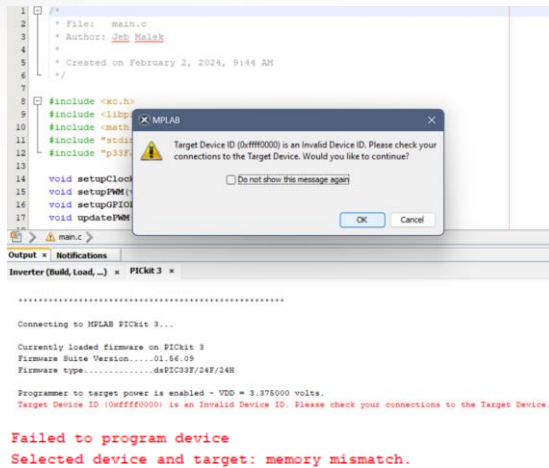 1 /*
2 * File: main.c
3 * Author: Jeb Malek
4 *
5 * Created on February 2, 2024, 9:44 AM
6 */
7
8 #include <xc.h>
9 #include <libp
10 #include <math
11 #include "stdi
12 #include "p33F
13
14 void setupClock
15 void setupPWM(v
16 void setupGPIO
17 void updatePWM
MPLAB
Target Device ID (0xffff0000) is an Invalid Device ID. Please check your
connections to the Target Device. Would you like to continue?
Do not show this message again
OK Cancel
main.c
Output × Notifications
Inverter (Build, Load, ...) × PICkit 3 ×
*****************************************************
Connecting to MPLAB PICkit 3...
Currently loaded firmware on PICkit 3
Firmware Suite Version.....01.56.09
Firmware type..............dsPIC33F/24F/24H
Programmer to target power is enabled - VDD = 3.375000 volts.
Target Device ID (0xffff0000) is an Invalid Device ID. Please check your connections to the Target Device.
Failed to program device
Selected device and target: memory mismatch.